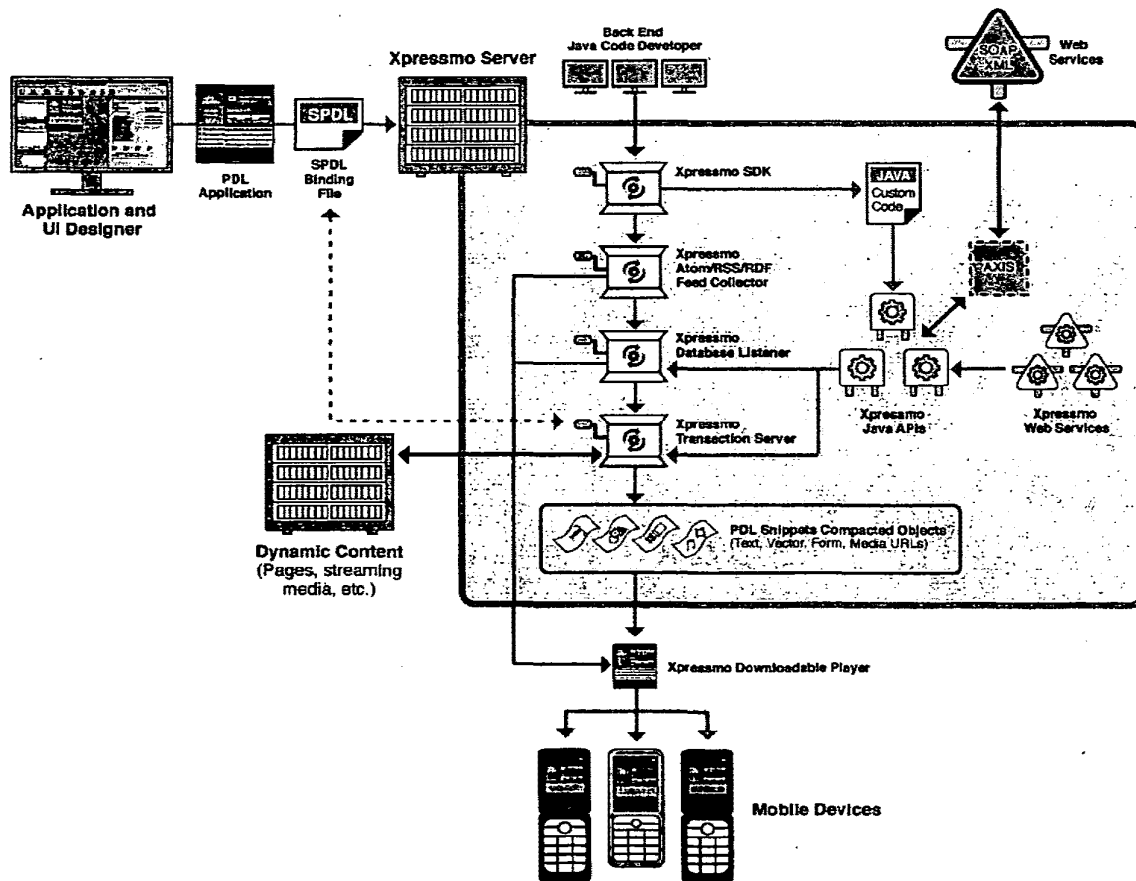 Back End
Java Code Developer
Xpressmo Server
SOAP
XML
Web
Services
SPDL
PDL
Application
SPDL
Binding
File
Application and
UI Designer
Xpressmo SDK
JAVA
Custom
Code
Xpressmo
Atom/RSS/RDF
Feed Collector
AXIS
Xpressmo
Database Listener
Xpressmo
Java APIs
Xpressmo
Web Services
Xpressmo
Transaction Server
Dynamic Content
(Pages, streaming
media, etc.)
PDL Snippets Compacted Objects
(Text, Vector, Form, Media URLs)
Xpressmo Downloadable Player
Mobile Devices